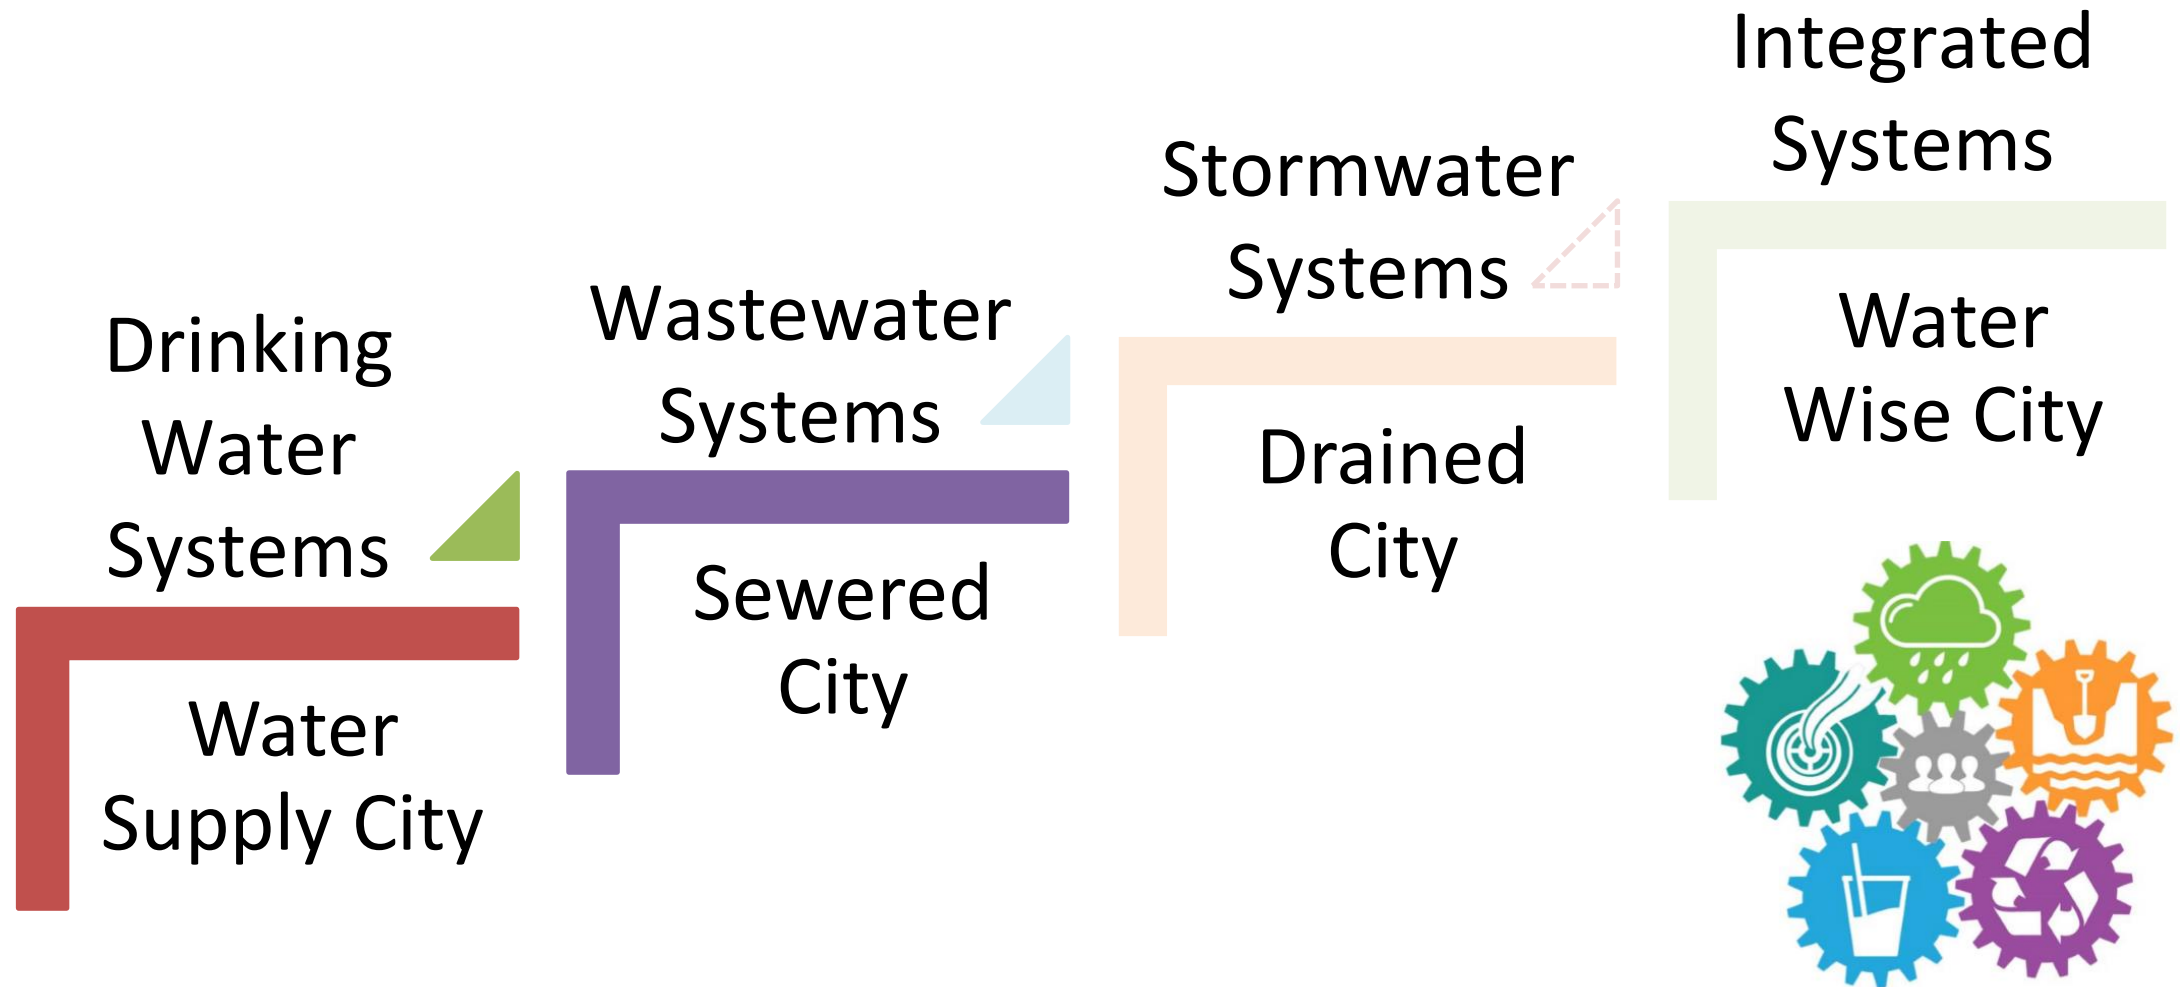 Drinking
Water
Systems
Water
Supply City
Wastewater
Systems
Sewered
City
Stormwater
Systems
Drained
City
Integrated
Systems
Water
Wise City